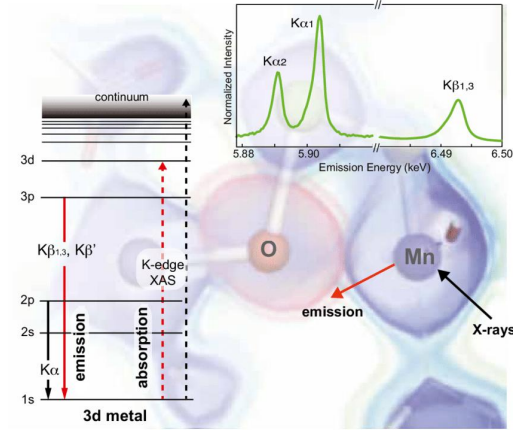 Kα1
Kα2
Kβ1,3
Normalized Intensity
//
//
5.88
5.90
6.49
6.50
Emission Energy (keV)
continuum
3d
3p
Kβ1,3, Kβ'
K-edge
XAS
2p
2s
Kα
emission
absorption
1s
3d metal
O
Mn
emission
X-rays